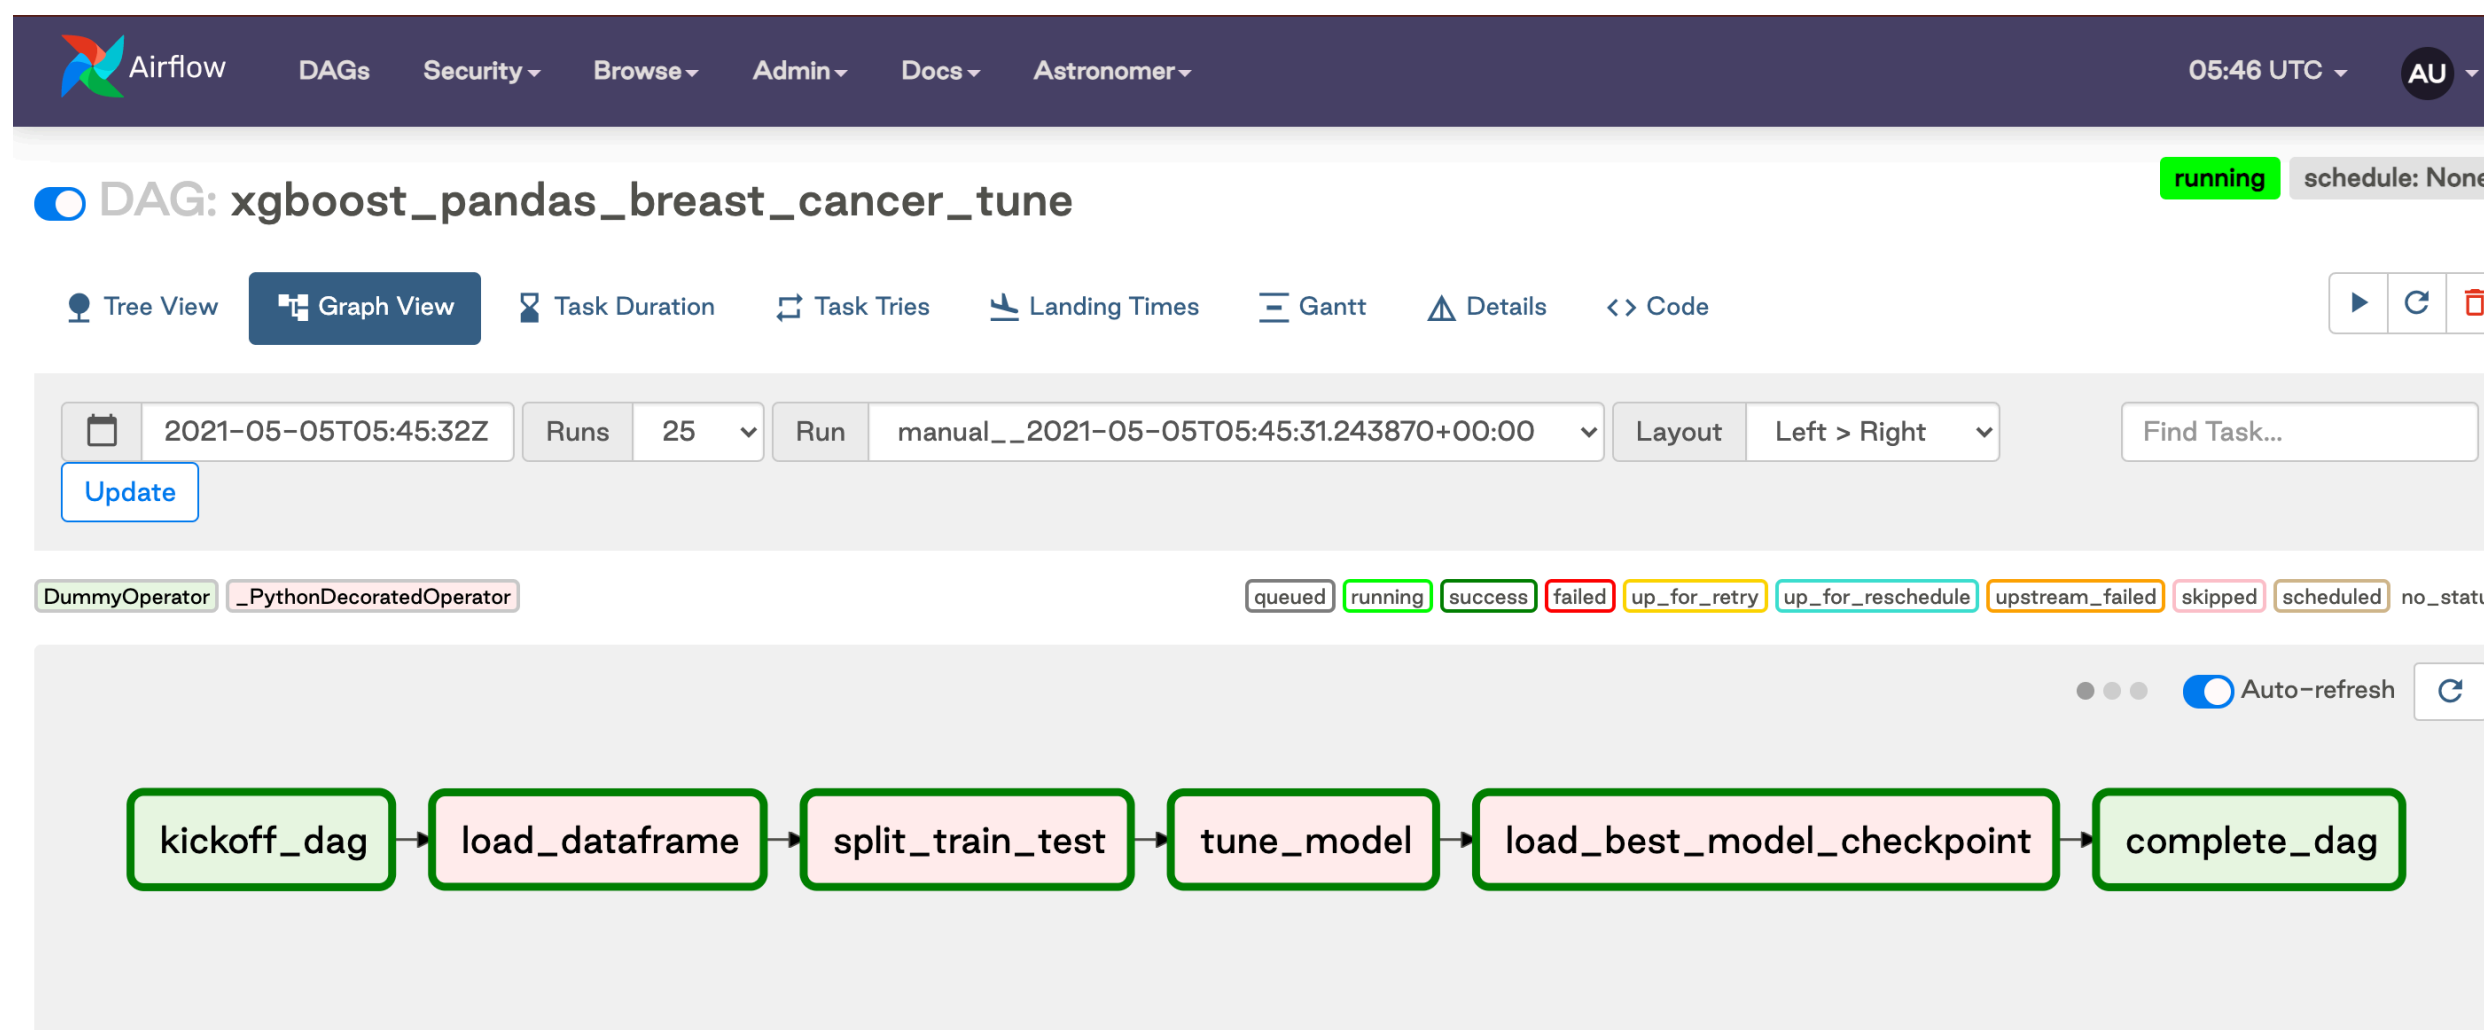 Airflow DAGs Security Browse Admin Docs Astronomer 05:46 UTC AU
running schedule: None
DAG: xgboost_pandas_breast_cancer_tune
Tree View Graph View Task Duration Task Tries Landing Times Gantt Details <> Code
2021-05-05T05:45:32Z Runs 25 Run manual__2021-05-05T05:45:31.243870+00:00 Layout Left > Right Find Task...
Update
DummyOperator _PythonDecoratedOperator queued running success failed up_for_retry up_for_reschedule upstream_failed skipped scheduled no_statu
Auto-refresh
kickoff_dag load_dataframe split_train_test tune_model load_best_model_checkpoint complete_dag